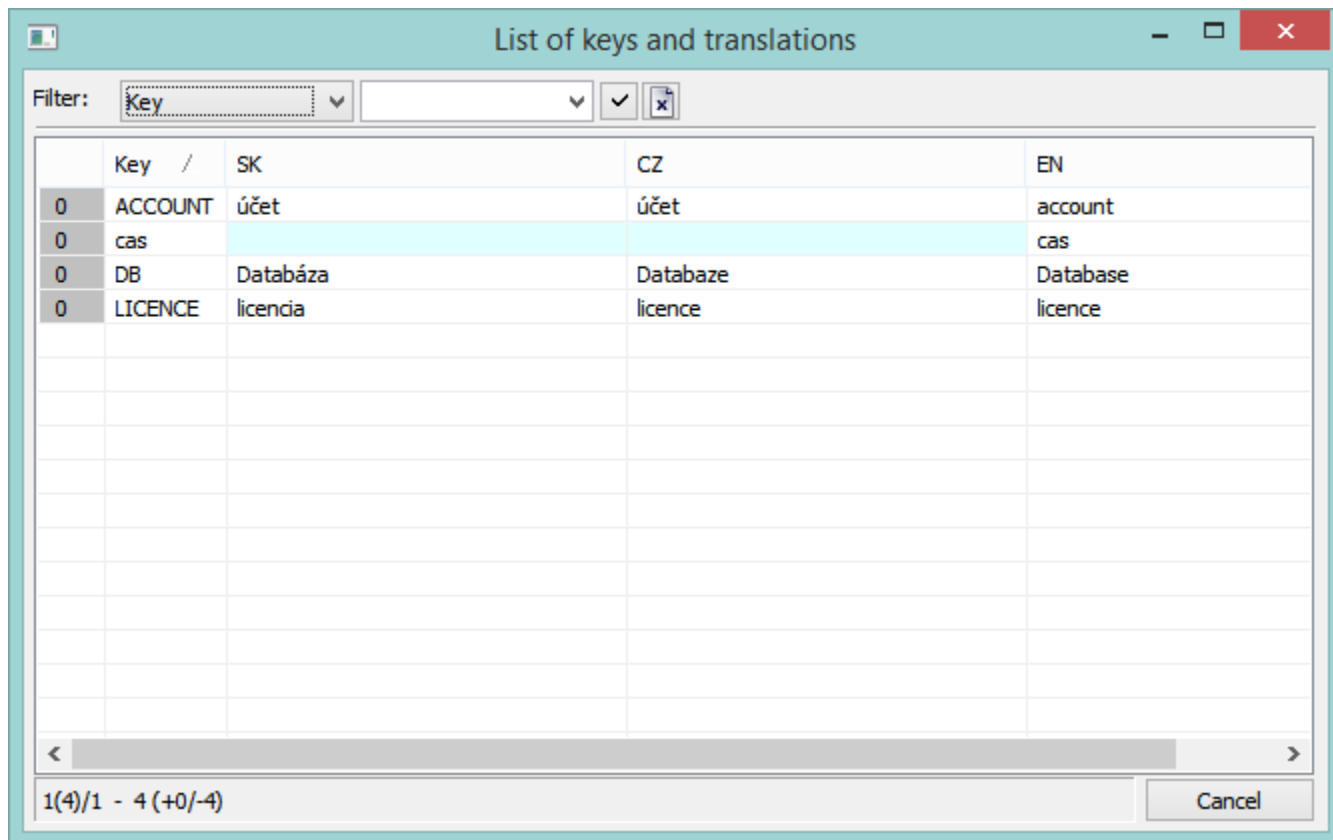 List of keys and translations
Filter: Key
Key / SK CZ EN
0 ACCOUNT účet účet account
0 cas cas
0 DB Databáza Databaze Database
0 LICENCE licencia licence licence
1(4)/1 - 4 (+0/-4) Cancel